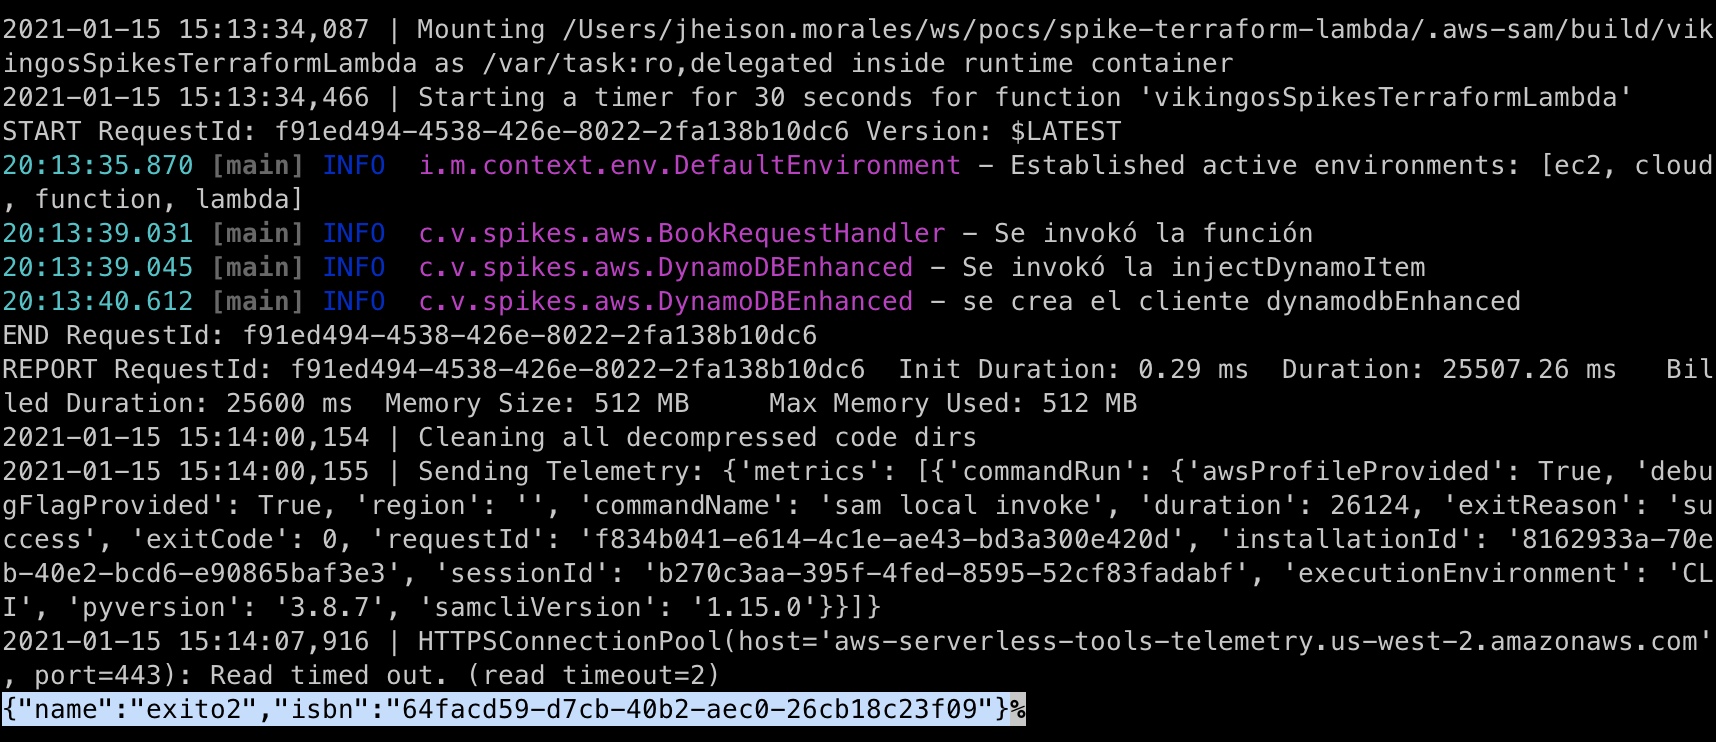 2021-01-15 15:13:34,087 | Mounting /Users/jheison.morales/ws/pocs/spike-terraform-lambda/.aws-sam/build/vik
ingosSpikesTerraformLambda as /var/task:ro,delegated inside runtime container
2021-01-15 15:13:34,466 | Starting a timer for 30 seconds for function 'vikingosSpikesTerraformLambda'
START RequestId: f91ed494-4538-426e-8022-2fa138b10dc6 Version: $LATEST
20:13:35.870 [main] INFO  i.m.context.env.DefaultEnvironment – Established active environments: [ec2, cloud
, function, lambda]
20:13:39.031 [main] INFO  c.v.spikes.aws.BookRequestHandler – Se invokó la función
20:13:39.045 [main] INFO  c.v.spikes.aws.DynamoDBEnhanced – Se invokó la injectDynamoItem
20:13:40.612 [main] INFO  c.v.spikes.aws.DynamoDBEnhanced – se crea el cliente dynamodbEnhanced
END RequestId: f91ed494-4538-426e-8022-2fa138b10dc6
REPORT RequestId: f91ed494-4538-426e-8022-2fa138b10dc6  Init Duration: 0.29 ms  Duration: 25507.26 ms   Bil
led Duration: 25600 ms  Memory Size: 512 MB     Max Memory Used: 512 MB
2021-01-15 15:14:00,154 | Cleaning all decompressed code dirs
2021-01-15 15:14:00,155 | Sending Telemetry: {'metrics': [{'commandRun': {'awsProfileProvided': True, 'debu
gFlagProvided': True, 'region': '', 'commandName': 'sam local invoke', 'duration': 26124, 'exitReason': 'su
ccess', 'exitCode': 0, 'requestId': 'f834b041-e614-4c1e-ae43-bd3a300e420d', 'installationId': '8162933a-70e
b-40e2-bcd6-e90865baf3e3', 'sessionId': 'b270c3aa-395f-4fed-8595-52cf83fadabf', 'executionEnvironment': 'CL
I', 'pyversion': '3.8.7', 'samcliVersion': '1.15.0'}}]}
2021-01-15 15:14:07,916 | HTTPSConnectionPool(host='aws-serverless-tools-telemetry.us-west-2.amazonaws.com'
, port=443): Read timed out. (read timeout=2)
{"name":"exito2","isbn":"64facd59-d7cb-40b2-aec0-26cb18c23f09"}%